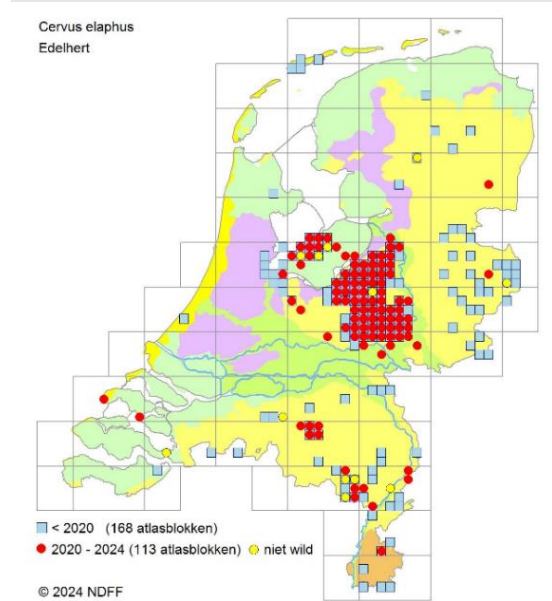 Cervus elaphus
Edelhert
< 2020 (168 atlasblokken)
2020 - 2024 (113 atlasblokken) niet wild
© 2024 NDFF